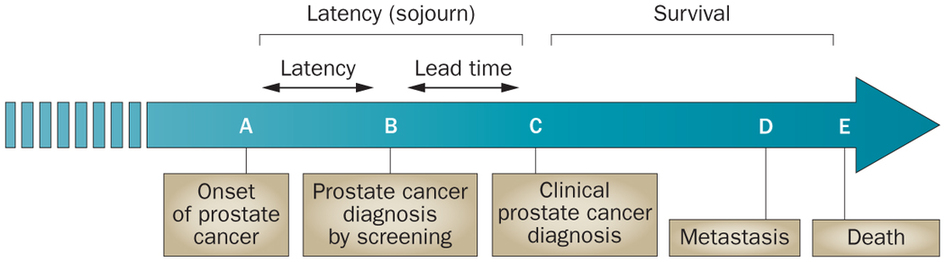 Latency (sojourn)
Survival
Latency
Lead time
A
B
C
D
E
Onset
of prostate
cancer
Prostate cancer
diagnosis
by screening
Clinical
prostate cancer
diagnosis
Metastasis
Death